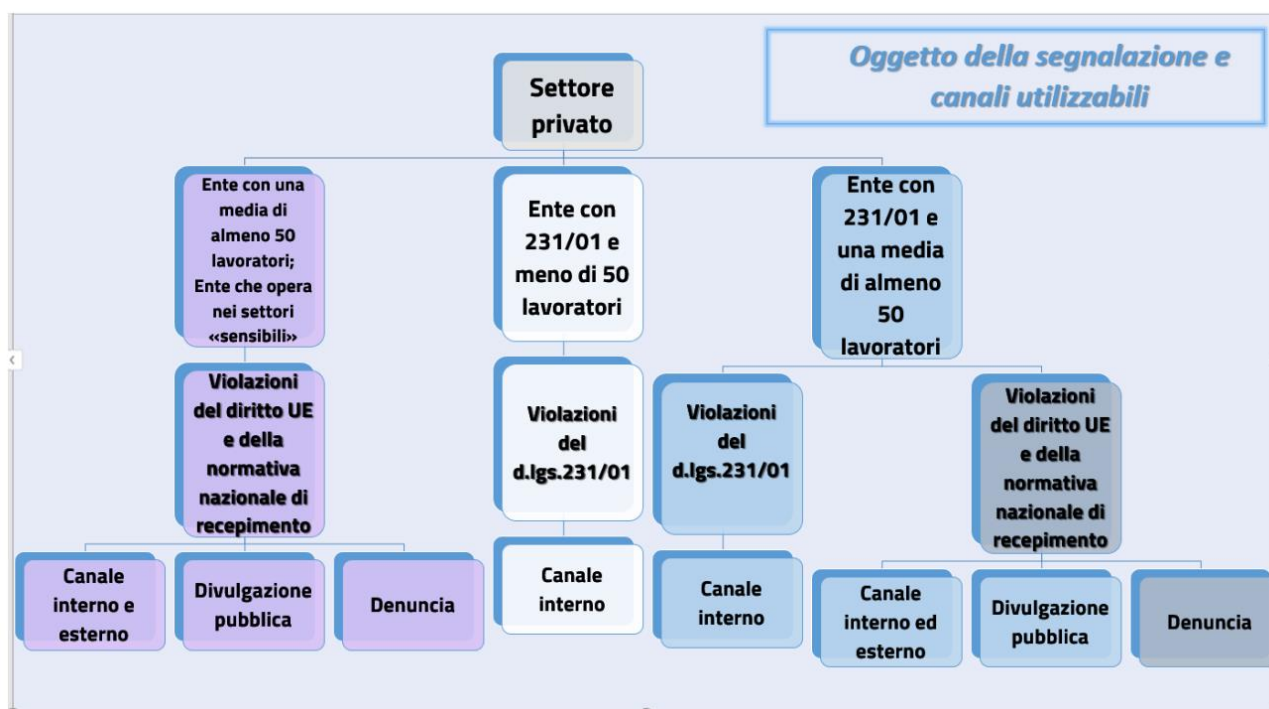 Oggetto della segnalazione e
canali utilizzabili
Settore
privato
Ente con una
media di
almeno 50
lavoratori;
Ente che opera
nei settori
«sensibili»
Ente con
231/01 e
meno di 50
lavoratori
Ente con
231/01 e
una media
di almeno
50
lavoratori
Violazioni
del diritto UE
e della
normativa
nazionale di
recepimento
Violazioni
del
d.lgs.231/01
Violazioni
del
d.lgs.231/01
Violazioni
del diritto UE
e della
normativa
nazionale di
recepimento
Canale
interno e
esterno
Divulgazione
pubblica
Denuncia
Canale
interno
Canale
interno
Canale
interno ed
esterno
Divulgazione
pubblica
Denuncia